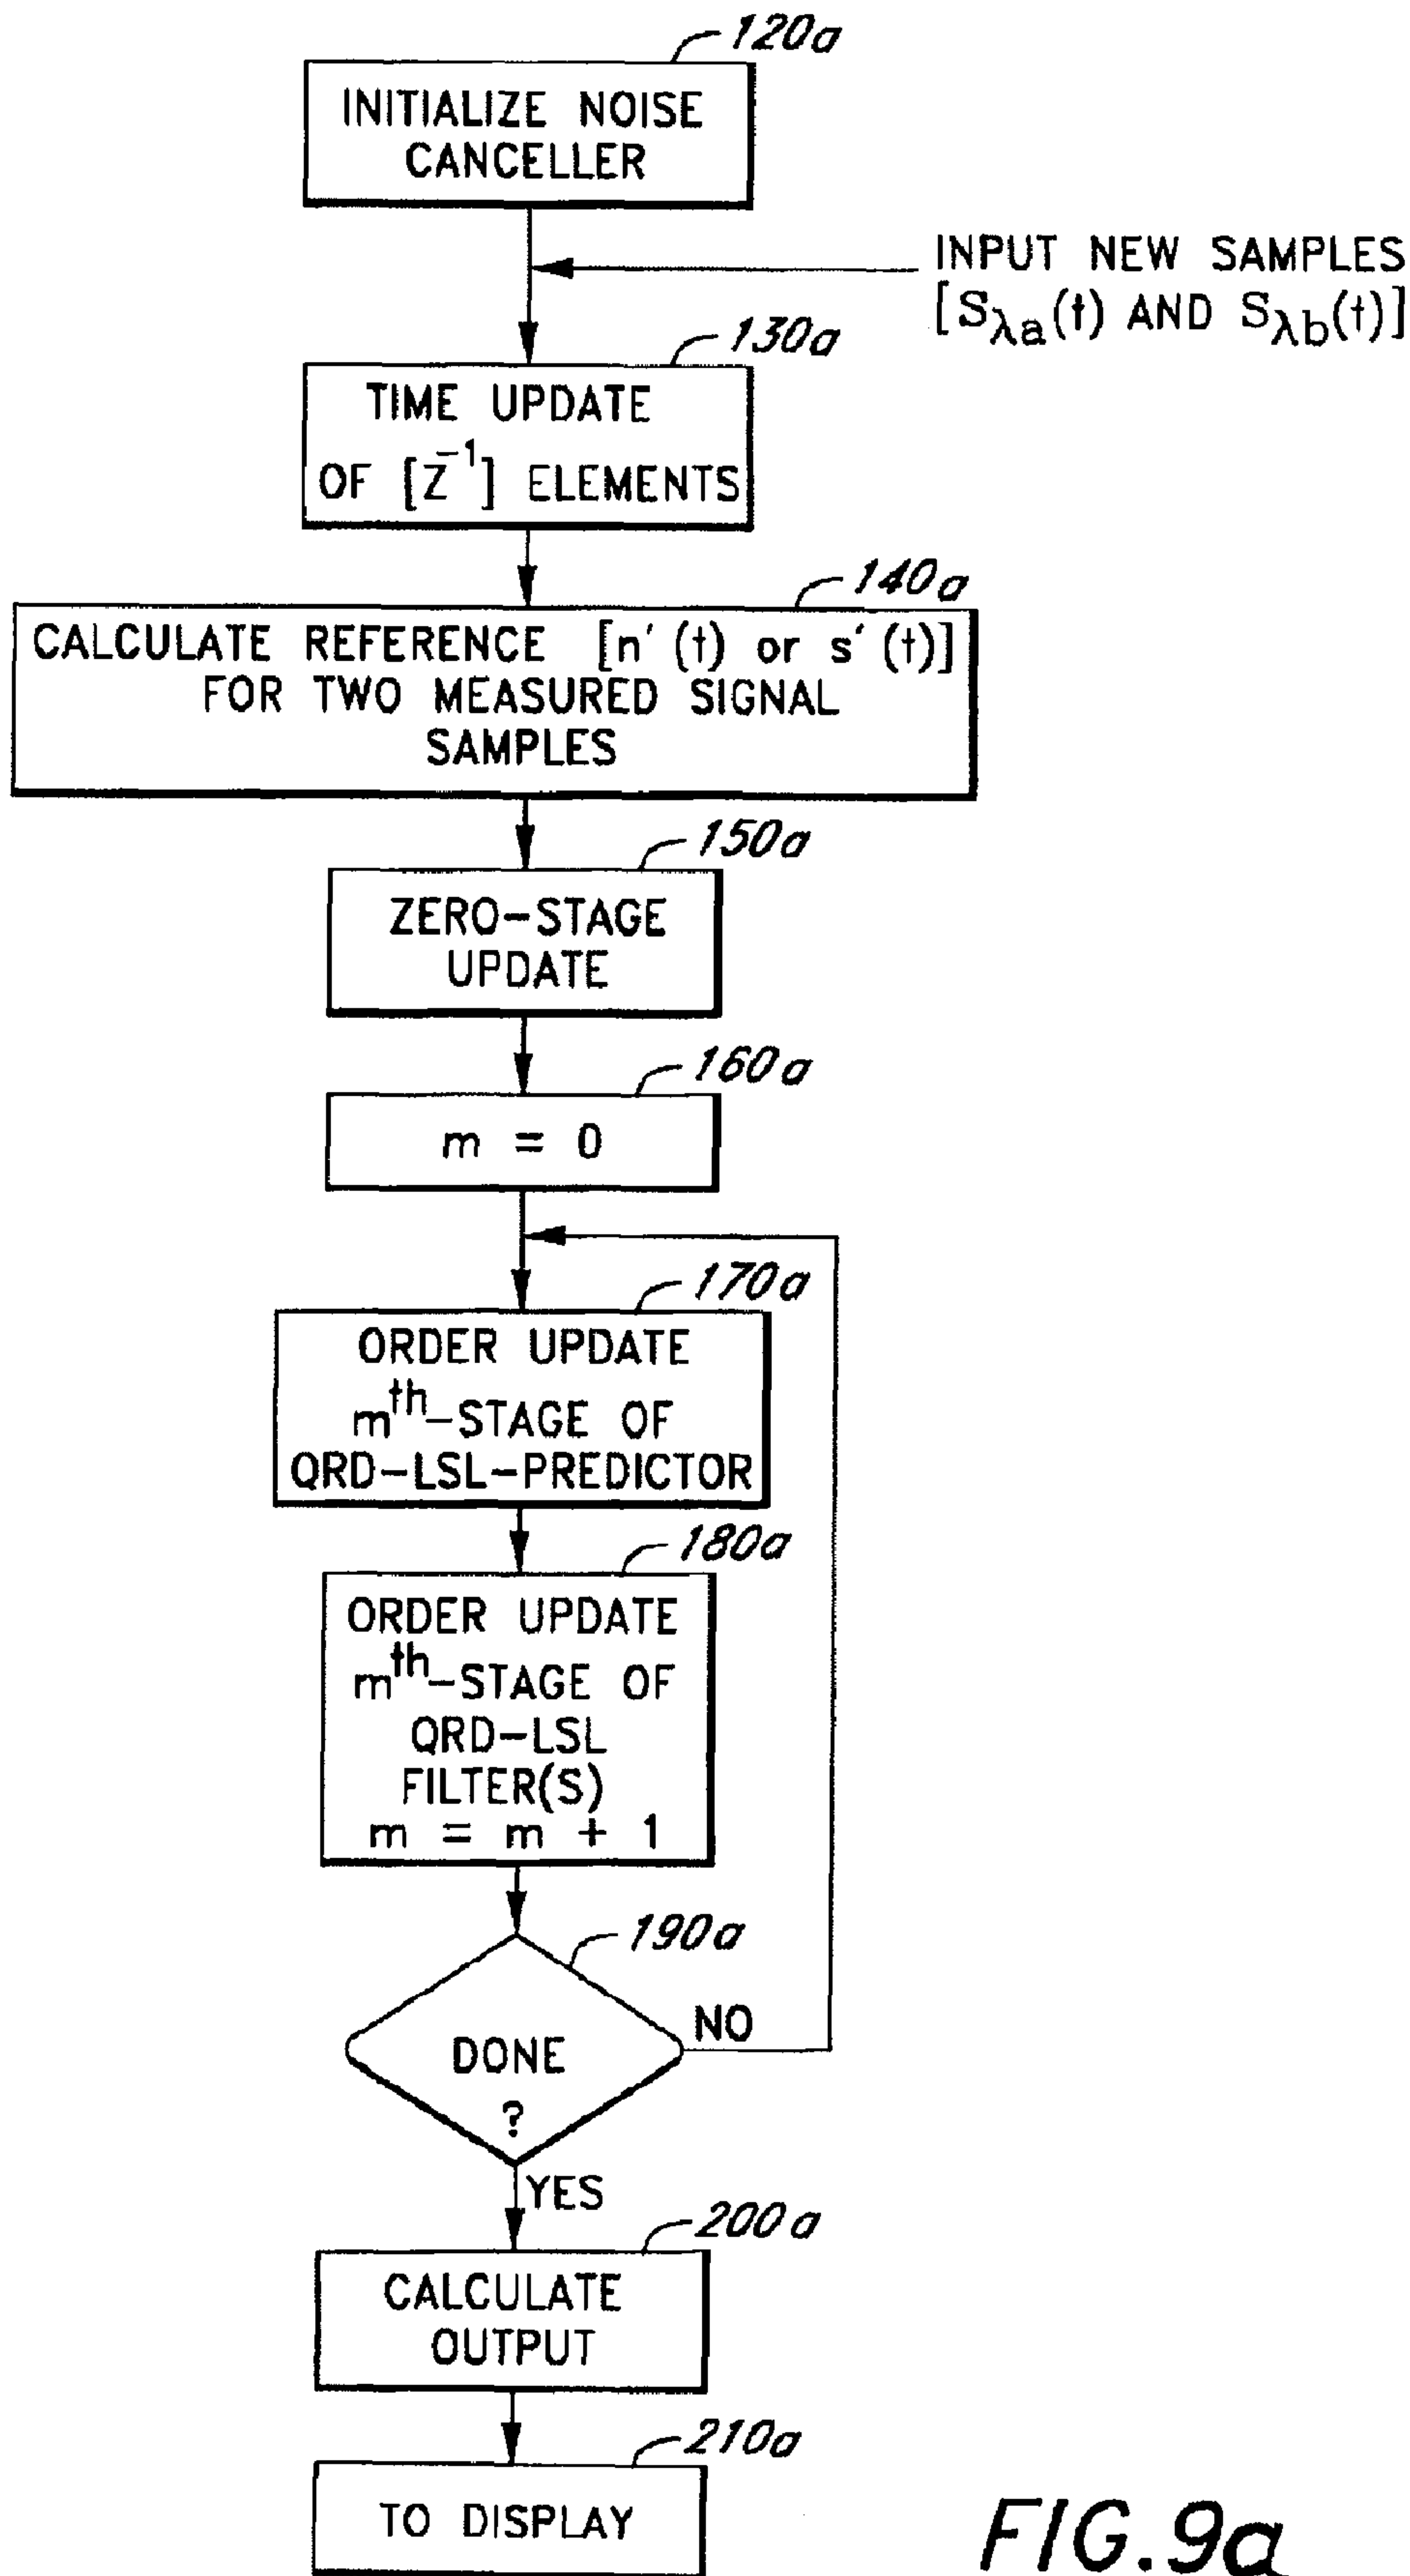 120a
INITIALIZE NOISE
CANCELLER
INPUT NEW SAMPLES
[Sλa(t) AND Sλb(t)]
130a
TIME UPDATE
OF [Z⁻¹] ELEMENTS
140a
CALCULATE REFERENCE [n'(t) or s'(t)]
FOR TWO MEASURED SIGNAL
SAMPLES
150a
ZERO-STAGE
UPDATE
160a
m = 0
170a
ORDER UPDATE
mth-STAGE OF
QRD-LSL-PREDICTOR
180a
ORDER UPDATE
mth-STAGE OF
QRD-LSL
FILTER(S)
m = m + 1
190a
NO
DONE
?
YES
200a
CALCULATE
OUTPUT
210a
TO DISPLAY
FIG.9a